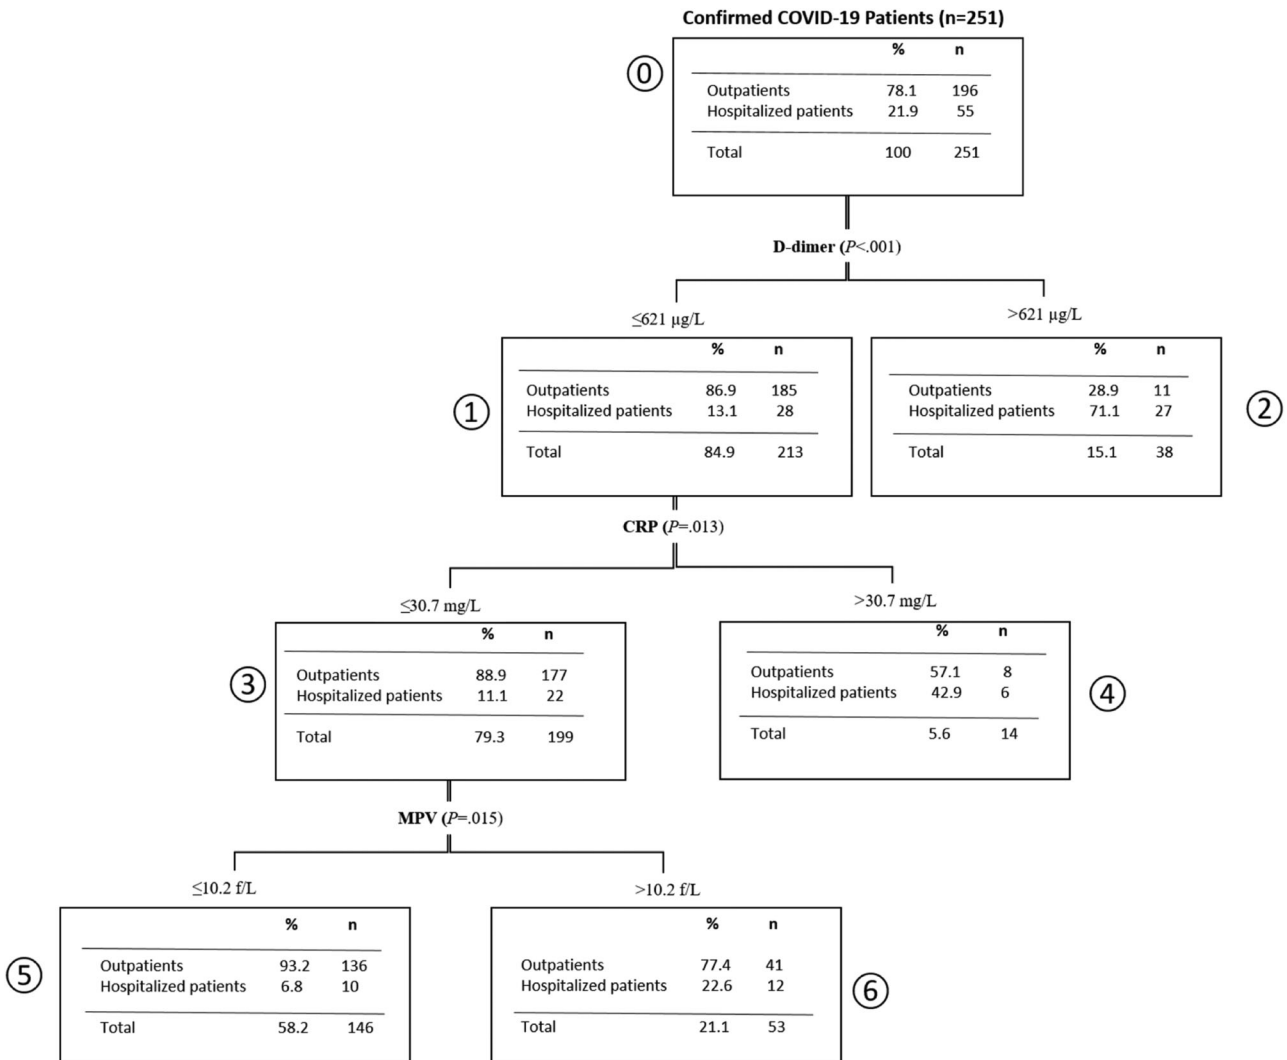 Confirmed COVID-19 Patients (n=251)
0
% n
Outpatients 78.1 196
Hospitalized patients 21.9 55
Total 100 251
D-dimer (P<.001)
≤621 µg/L
>621 µg/L
1
% n
Outpatients 86.9 185
Hospitalized patients 13.1 28
Total 84.9 213
2
% n
Outpatients 28.9 11
Hospitalized patients 71.1 27
Total 15.1 38
CRP (P=.013)
≤30.7 mg/L
>30.7 mg/L
3
% n
Outpatients 88.9 177
Hospitalized patients 11.1 22
Total 79.3 199
4
% n
Outpatients 57.1 8
Hospitalized patients 42.9 6
Total 5.6 14
MPV (P=.015)
≤10.2 f/L
>10.2 f/L
5
% n
Outpatients 93.2 136
Hospitalized patients 6.8 10
Total 58.2 146
6
% n
Outpatients 77.4 41
Hospitalized patients 22.6 12
Total 21.1 53